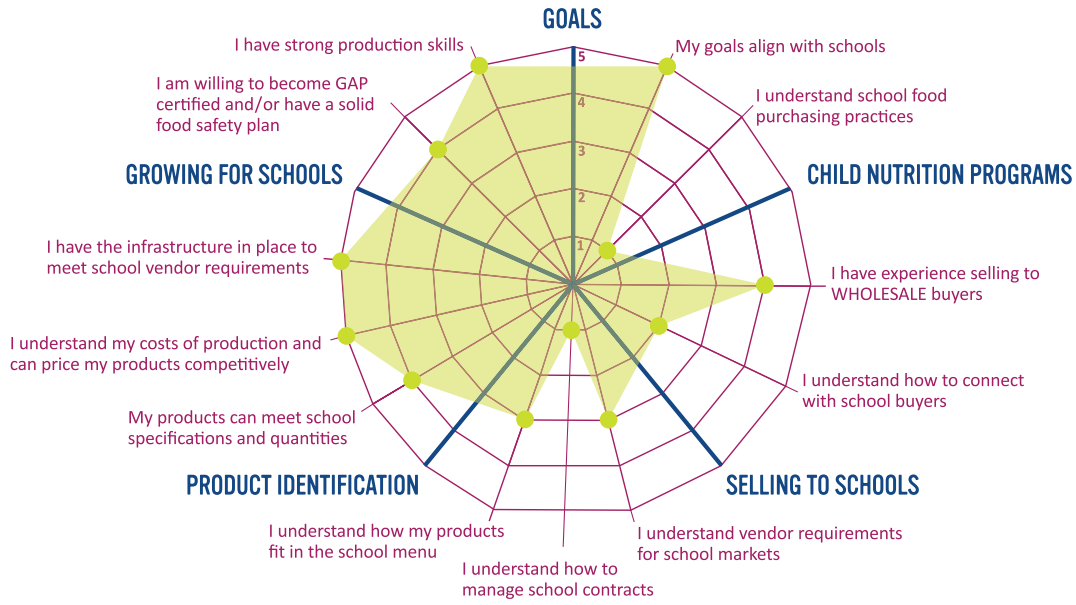 GOALS
I have strong production skills
My goals align with schools
5
I am willing to become GAP
certified and/or have a solid
food safety plan
I understand school food
purchasing practices
4
3
GROWING FOR SCHOOLS
CHILD NUTRITION PROGRAMS
2
1
I have the infrastructure in place to
meet school vendor requirements
I have experience selling to
WHOLESALE buyers
I understand my costs of production and
can price my products competitively
I understand how to connect
with school buyers
My products can meet school
specifications and quantities
PRODUCT IDENTIFICATION
SELLING TO SCHOOLS
I understand how my products
fit in the school menu
I understand vendor requirements
for school markets
I understand how to
manage school contracts